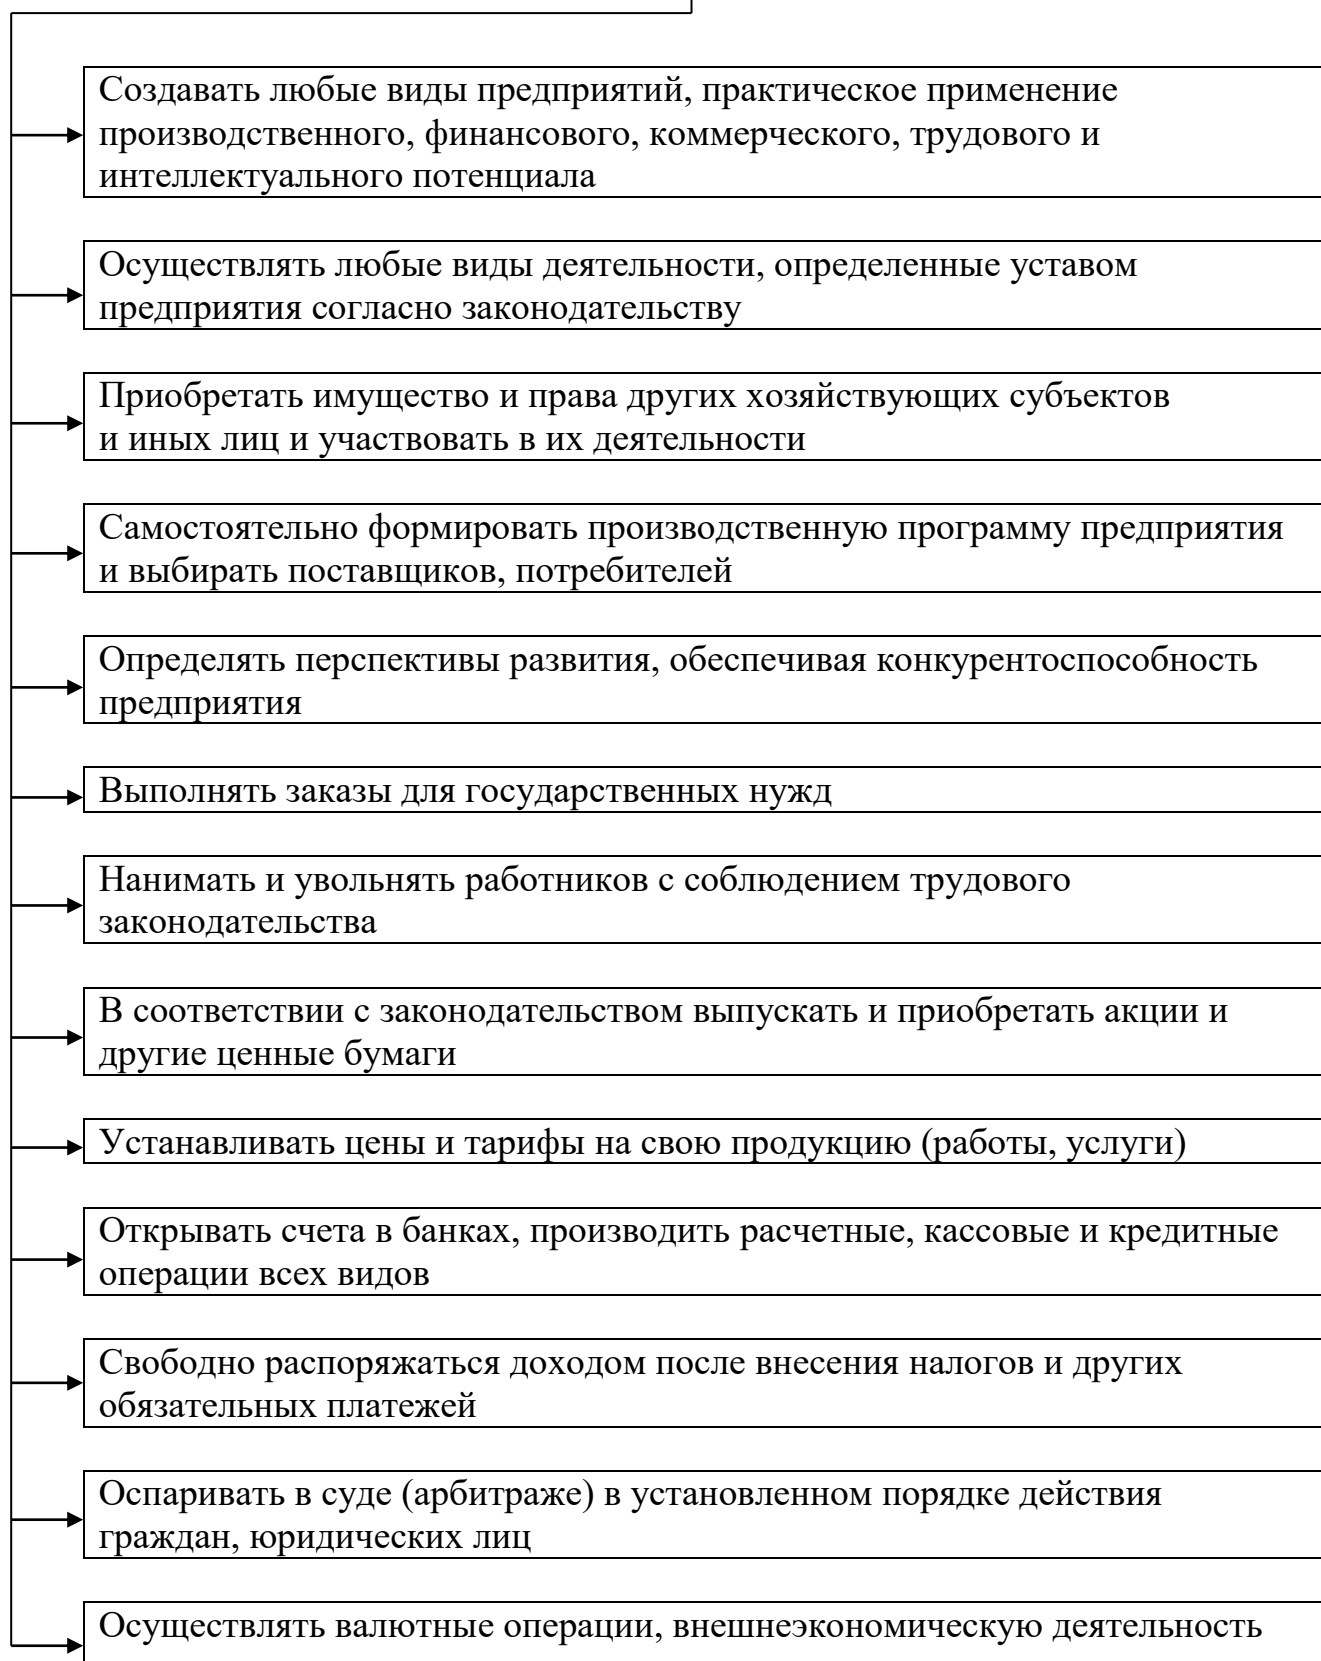 Создавать любые виды предприятий, практическое применение
производственного, финансового, коммерческого, трудового и
интеллектуального потенциала
Осуществлять любые виды деятельности, определенные уставом
предприятия согласно законодательству
Приобретать имущество и права других хозяйствующих субъектов
и иных лиц и участвовать в их деятельности
Самостоятельно формировать производственную программу предприятия
и выбирать поставщиков, потребителей
Определять перспективы развития, обеспечивая конкурентоспособность
предприятия
Выполнять заказы для государственных нужд
Нанимать и увольнять работников с соблюдением трудового
законодательства
В соответствии с законодательством выпускать и приобретать акции и
другие ценные бумаги
Устанавливать цены и тарифы на свою продукцию (работы, услуги)
Открывать счета в банках, производить расчетные, кассовые и кредитные
операции всех видов
Свободно распоряжаться доходом после внесения налогов и других
обязательных платежей
Оспаривать в суде (арбитраже) в установленном порядке действия
граждан, юридических лиц
Осуществлять валютные операции, внешнеэкономическую деятельность